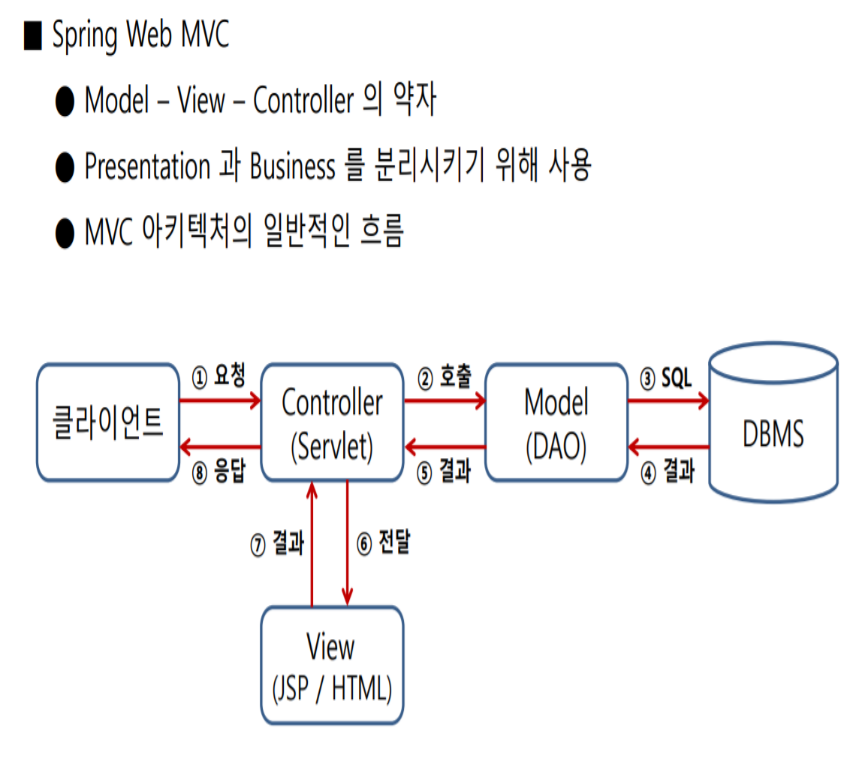 ■ Spring Web MVC
● Model – View – Controller 의 약자
● Presentation 과 Business 를 분리시키기 위해 사용
● MVC 아키텍처의 일반적인 흐름
클라이언트
① 요청
⑧ 응답
Controller
(Servlet)
② 호출
⑤ 결과
Model
(DAO)
③ SQL
④ 결과
DBMS
⑦ 결과
⑥ 전달
View
(JSP / HTML)